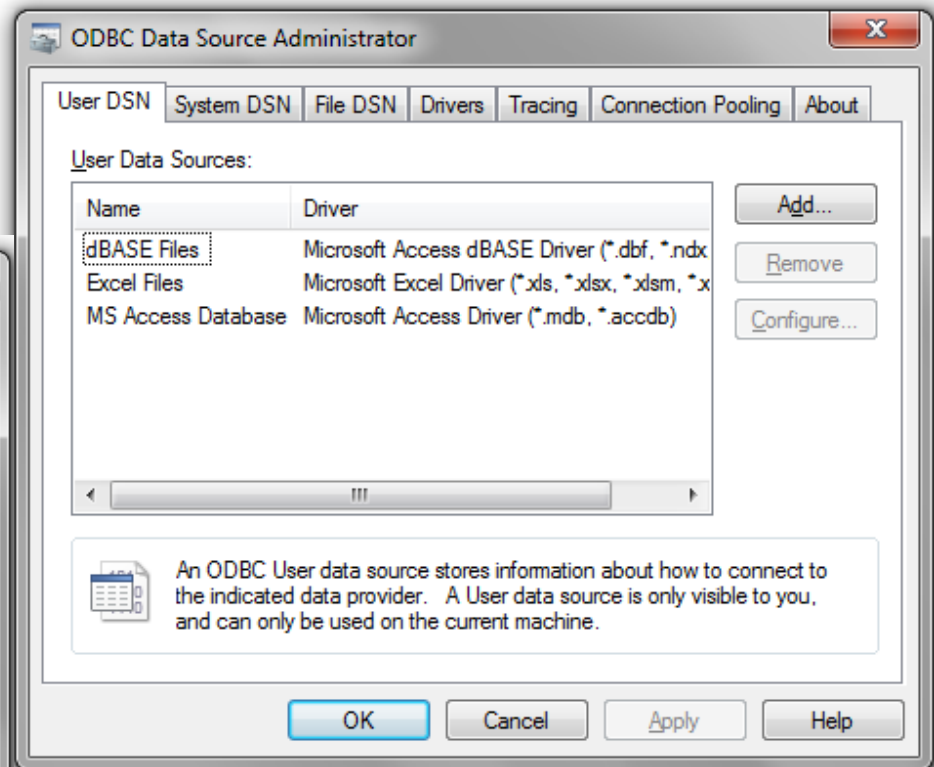 ODBC Data Source Administrator
User DSN System DSN File DSN Drivers Tracing Connection Pooling About
User Data Sources:
Name Driver
dBASE Files Microsoft Access dBASE Driver (*.dbf, *.ndx
Excel Files Microsoft Excel Driver (*.xls, *.xlsx, *.xlsm, *.x
MS Access Database Microsoft Access Driver (*.mdb, *.accdb)
Add...
Remove
Configure...
An ODBC User data source stores information about how to connect to
the indicated data provider. A User data source is only visible to you,
and can only be used on the current machine.
OK Cancel Apply Help